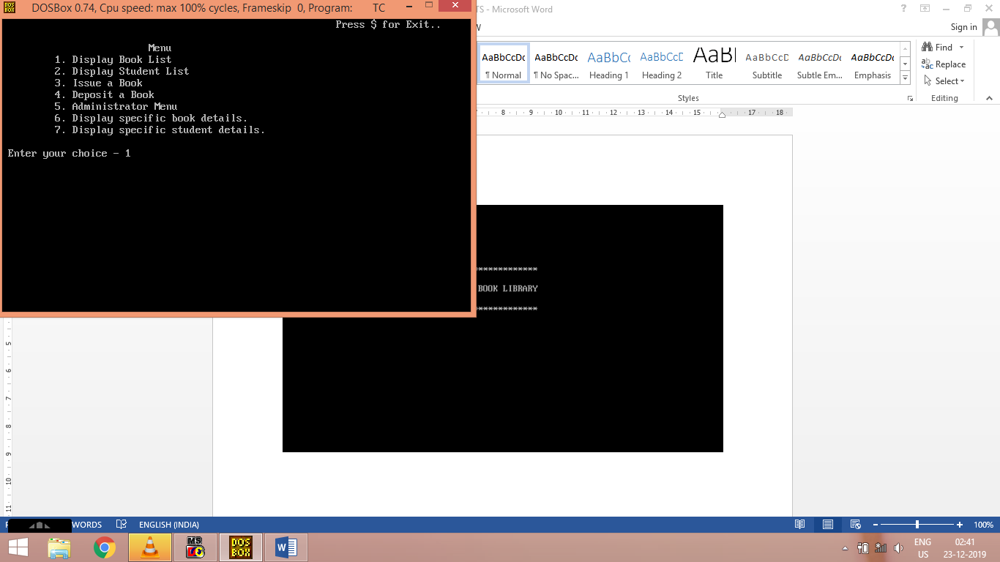 DOSBox 0.74, Cpu speed: max 100% cycles, Frameskip 0, Program: TC
Press $ for Exit..
Menu
1. Display Book List
2. Display Student List
3. Issue a Book
4. Deposit a Book
5. Administrator Menu
6. Display specific book details.
7. Display specific student details.
Enter your choice - 1
TS - Microsoft Word
Sign in
AaBbCcDc AaBbCcDc AaBbCc AaBbCcD AaBl AaBbCcD AaBbCcDc AaBbCcDc
¶ Normal ¶ No Spac... Heading 1 Heading 2 Title Subtitle Subtle Em... Emphasis
Styles
Find
Replace
Select
Editing
8 9 10 11 12 13 14 15 17 18
*************
BOOK LIBRARY
*************
5
6
7
8
9
10
11
WORDS ENGLISH (INDIA) 100%
MS
DOS
BOX
W
ENG
US
02:41
23-12-2019